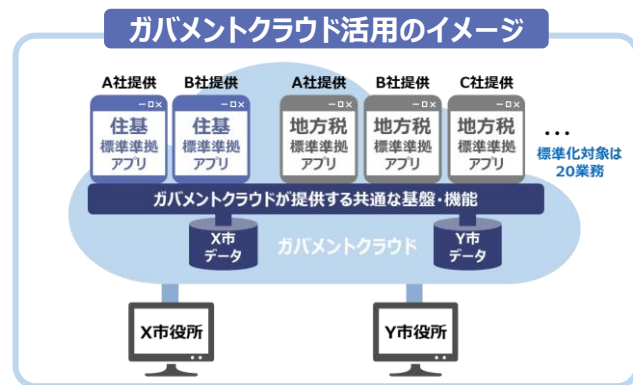 ガバメントクラウド活用のイメージ
A社提供 B社提供 A社提供 B社提供 C社提供
住基 住基 地方税 地方税 地方税
標準準拠 標準準拠 標準準拠 標準準拠 標準準拠
アプリ アプリ アプリ アプリ アプリ
...
標準化対象は
20業務
ガバメントクラウドが提供する共通な基盤・機能
X市
データ
ガバメントクラウド
Y市
データ
X市役所 Y市役所